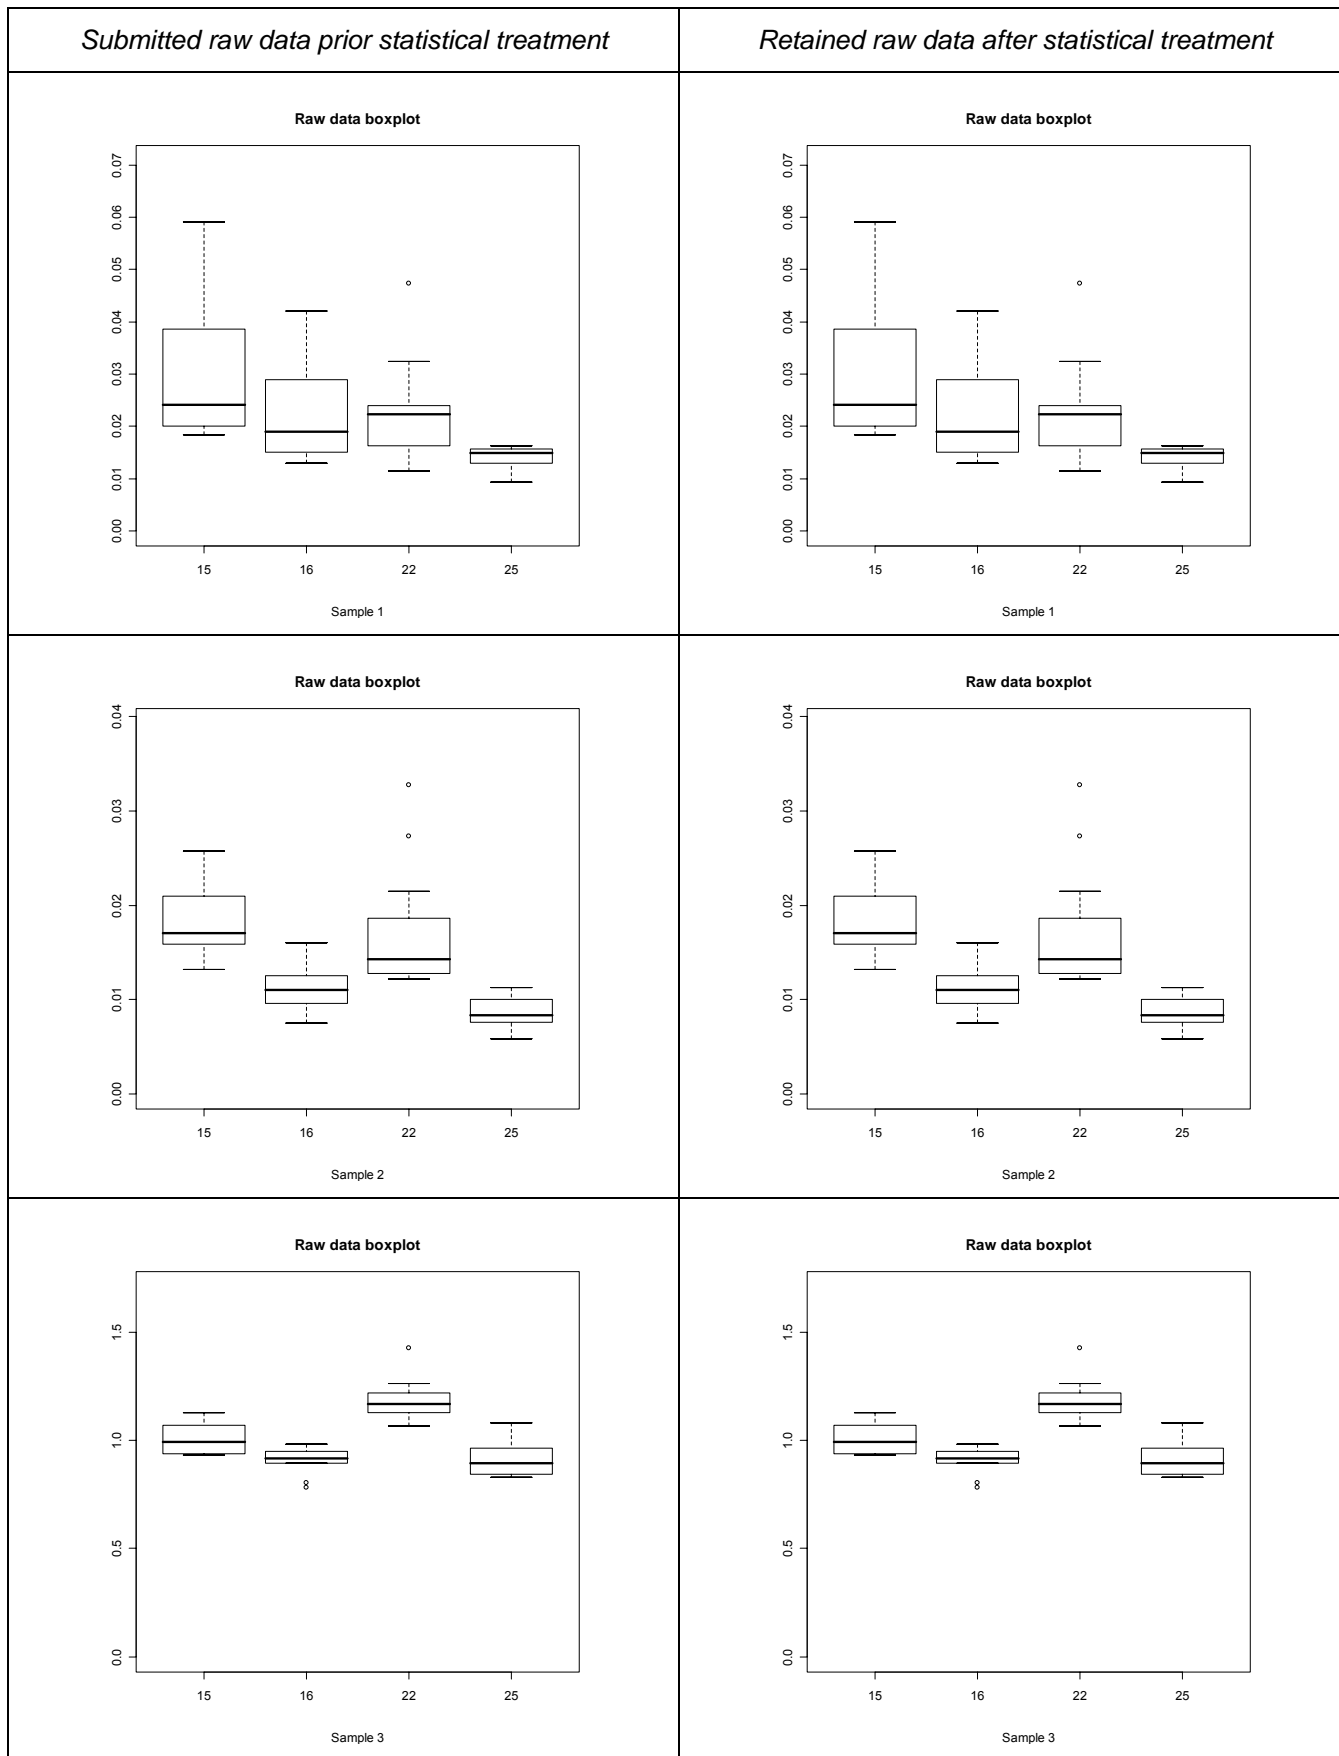 Submitted raw data prior statistical treatment
Retained raw data after statistical treatment
Raw data boxplot
0.07
0.06
0.05
0.04
0.03
0.02
0.01
0.00
15 16 22 25
Sample 1
Raw data boxplot
0.07
0.06
0.05
0.04
0.03
0.02
0.01
0.00
15 16 22 25
Sample 1
Raw data boxplot
0.04
0.03
0.02
0.01
0.00
15 16 22 25
Sample 2
Raw data boxplot
0.04
0.03
0.02
0.01
0.00
15 16 22 25
Sample 2
Raw data boxplot
1.5
1.0
0.5
0.0
15 16 22 25
Sample 3
Raw data boxplot
1.5
1.0
0.5
0.0
15 16 22 25
Sample 3